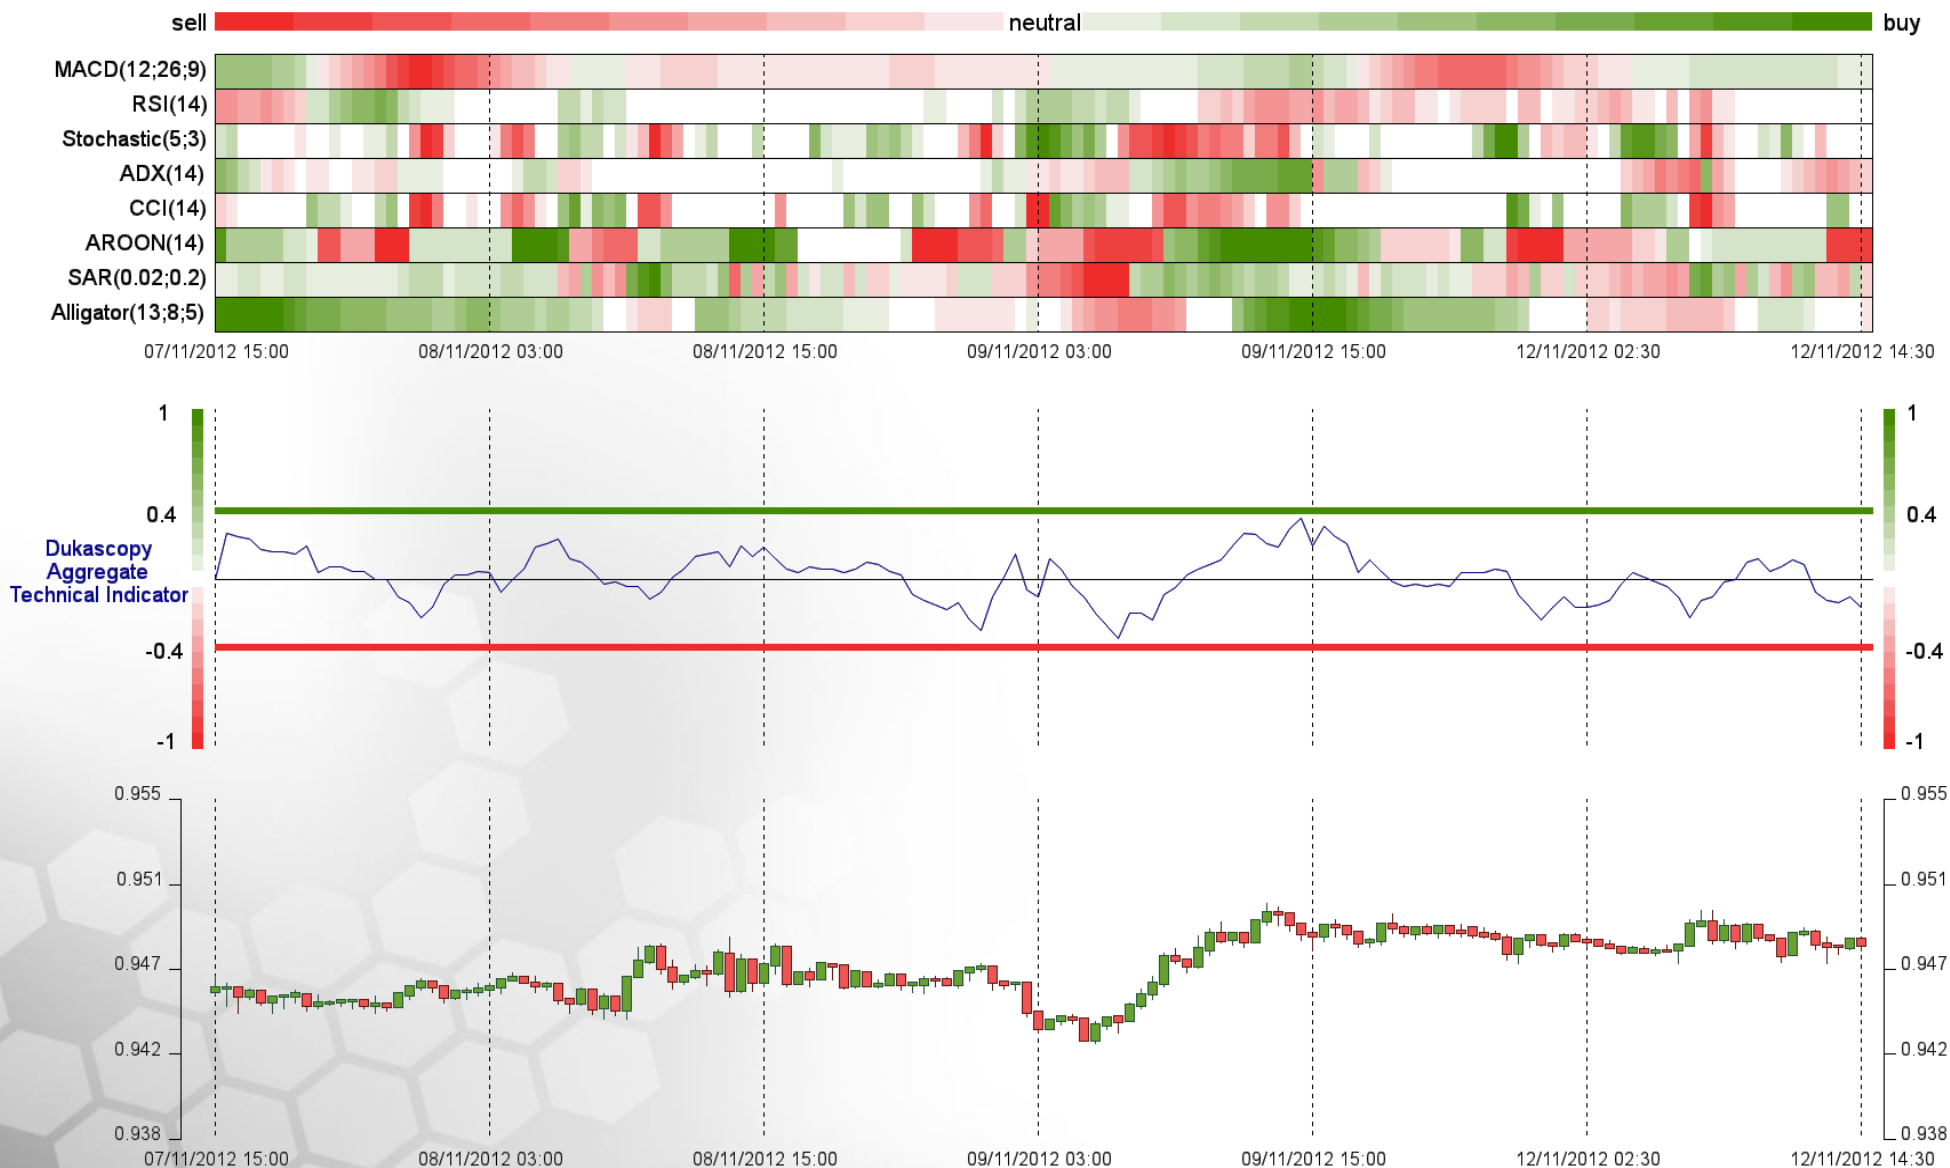 sell neutral buy
MACD(12;26;9)
RSI(14)
Stochastic(5;3)
ADX(14)
CCI(14)
AROON(14)
SAR(0.02;0.2)
Alligator(13;8;5)
07/11/2012 15:00 08/11/2012 03:00 08/11/2012 15:00 09/11/2012 03:00 09/11/2012 15:00 12/11/2012 02:30 12/11/2012 14:30
1 1
0.4 0.4
Dukascopy
Aggregate
Technical Indicator
-0.4 -0.4
-1 -1
0.955 0.955
0.951 0.951
0.947 0.947
0.942 0.942
0.938 0.938
07/11/2012 15:00 08/11/2012 03:00 08/11/2012 15:00 09/11/2012 03:00 09/11/2012 15:00 12/11/2012 02:30 12/11/2012 14:30